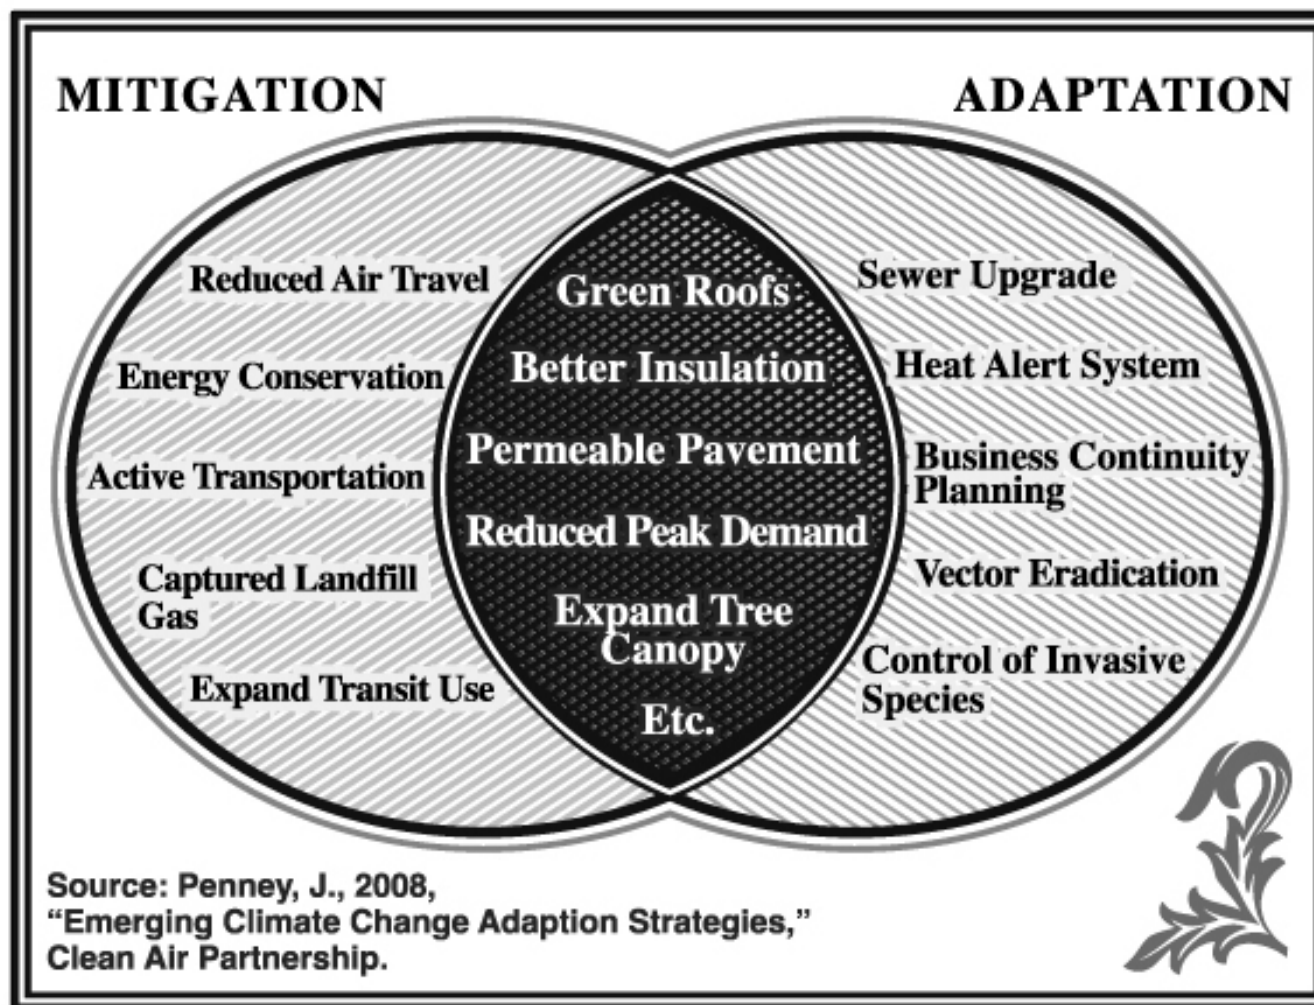 MITIGATION
ADAPTATION
Reduced Air Travel
Energy Conservation
Active Transportation
Captured Landfill
Gas
Expand Transit Use
Green Roofs
Better Insulation
Permeable Pavement
Reduced Peak Demand
Expand Tree
Canopy
Etc.
Sewer Upgrade
Heat Alert System
Business Continuity
Planning
Vector Eradication
Control of Invasive
Species
Source: Penney, J., 2008,
“Emerging Climate Change Adaption Strategies,”
Clean Air Partnership.